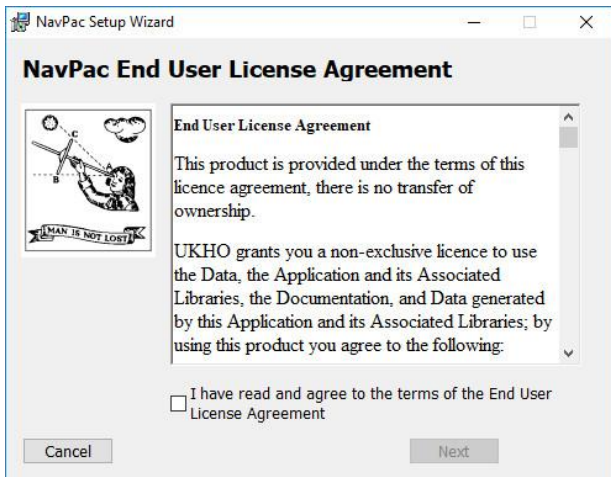 NavPac Setup Wizard
NavPac End User License Agreement
C
A
B
MAN IS NOT LOST
End User License Agreement
This product is provided under the terms of this
licence agreement, there is no transfer of
ownership.
UKHO grants you a non-exclusive licence to use
the Data, the Application and its Associated
Libraries, the Documentation, and Data generated
by this Application and its Associated Libraries; by
using this product you agree to the following:
I have read and agree to the terms of the End User
License Agreement
Cancel
Next